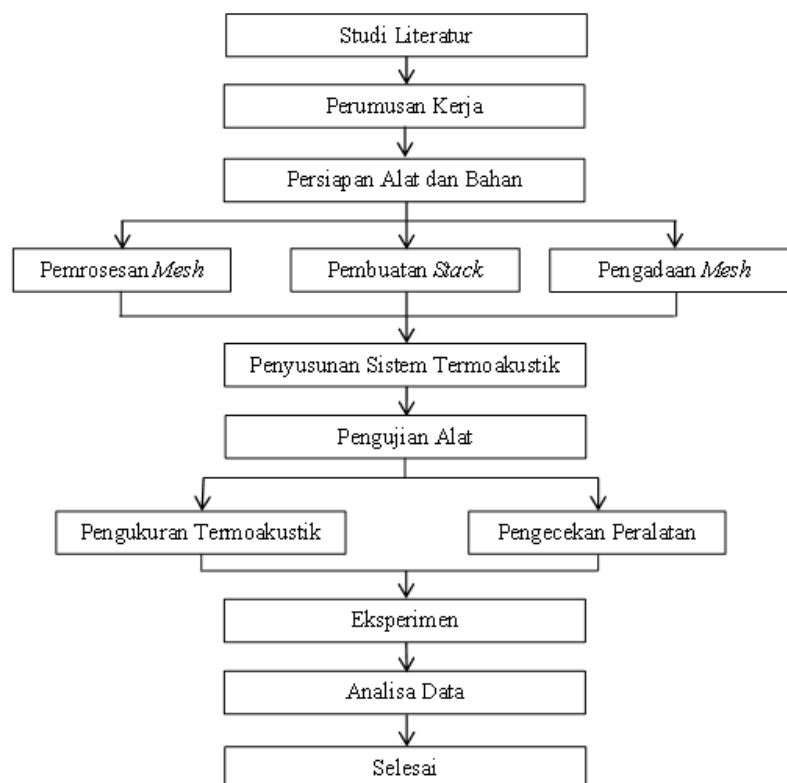 Studi Literatur
Perumusan Kerja
Persiapan Alat dan Bahan
Pemrosesan Mesh
Pembuatan Stack
Pengadaan Mesh
Penyusunan Sistem Termoakustik
Pengujian Alat
Pengukuran Termoakustik
Pengecekan Peralatan
Eksperimen
Analisa Data
Selesai